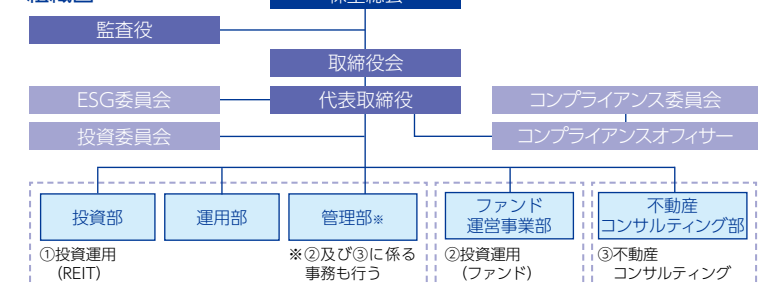 組織図
株主総会
監査役
取締役会
ESG委員会
代表取締役
コンプライアンス委員会
投資委員会
コンプライアンスオフィサー
投資部
運用部
管理部※
ファンド
運営事業部
不動産
コンサルティング部
①投資運用
(REIT)
※②及び③に係る
事務も行う
②投資運用
(ファンド)
③不動産
コンサルティング